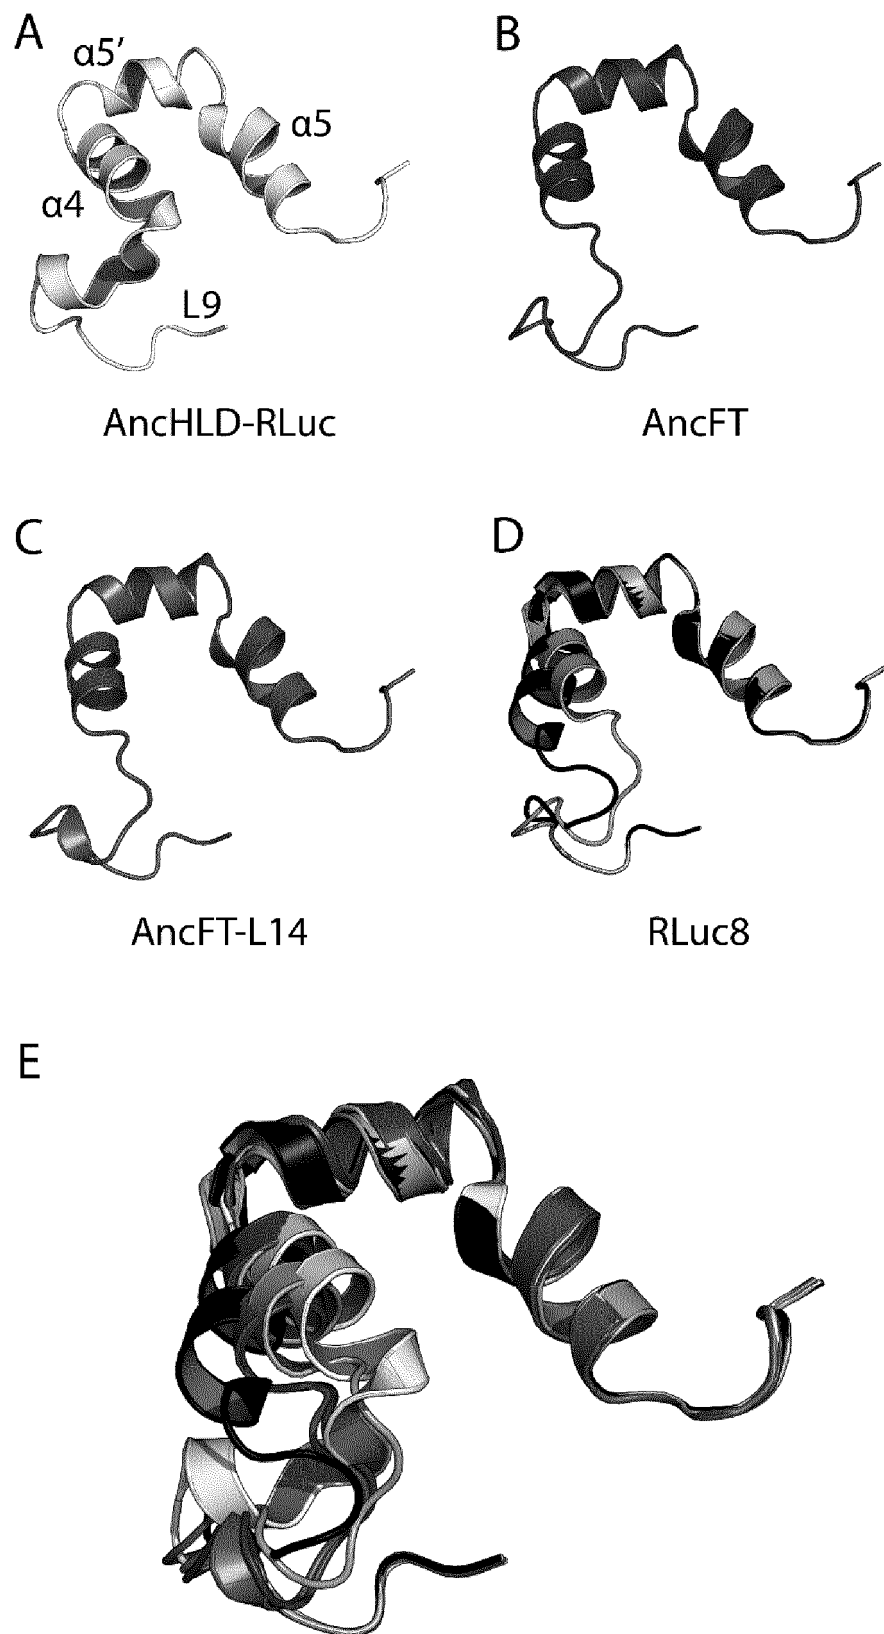 A
B
α5’
α5
α4
L9
AncHLD-RLuc
AncFT
C
D
AncFT-L14
RLuc8
E